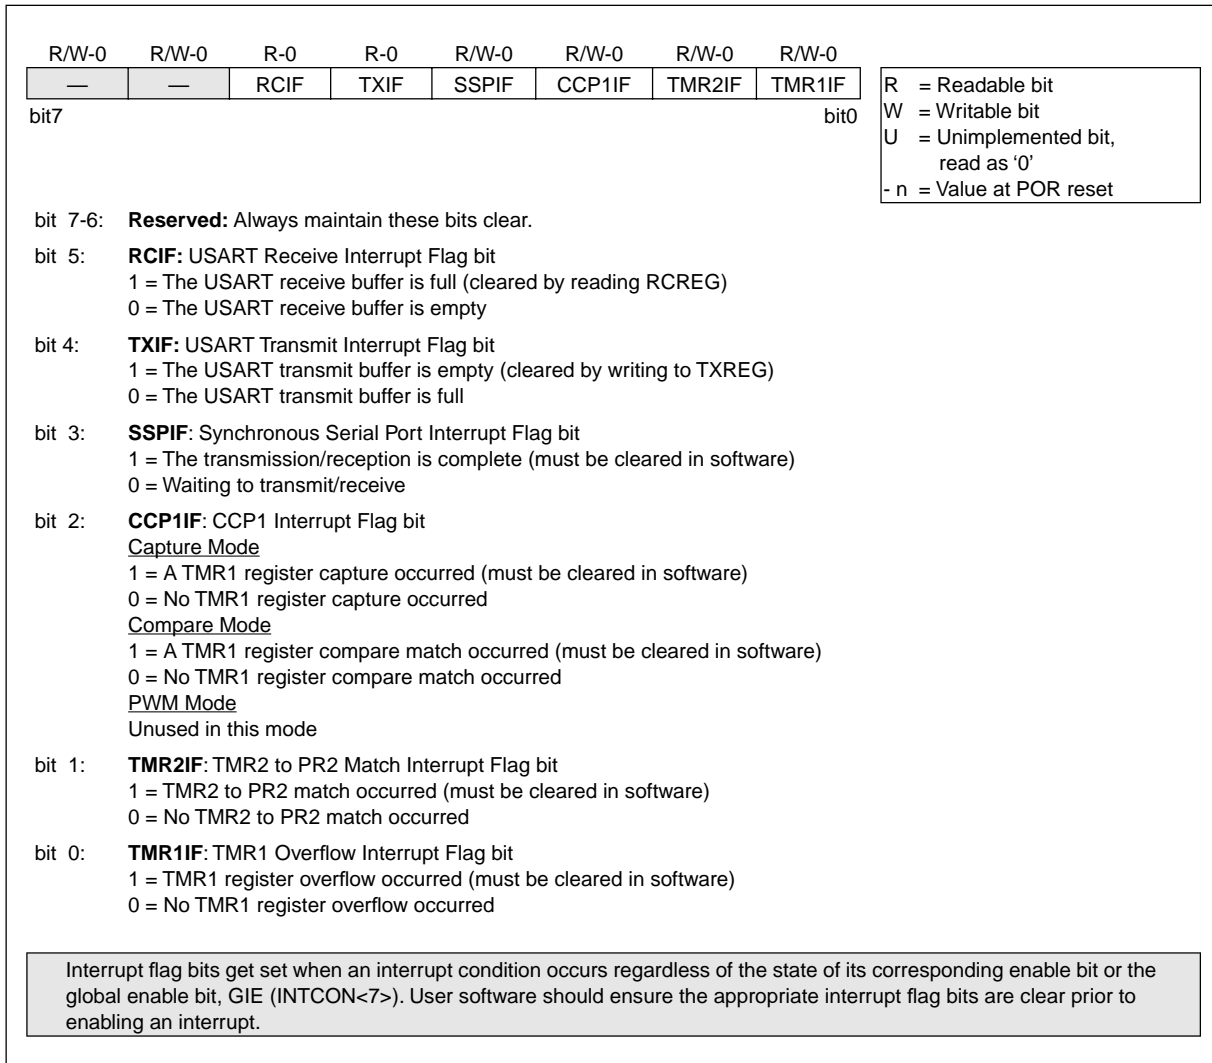 R/W-0 R/W-0 R-0 R-0 R/W-0 R/W-0 R/W-0 R/W-0
— — RCIF TXIF SSPIF CCP1IF TMR2IF TMR1IF
bit7 bit0
R = Readable bit
W = Writable bit
U = Unimplemented bit,
read as ‘0’
- n = Value at POR reset
bit 7-6: Reserved: Always maintain these bits clear.
bit 5: RCIF: USART Receive Interrupt Flag bit
1 = The USART receive buffer is full (cleared by reading RCREG)
0 = The USART receive buffer is empty
bit 4: TXIF: USART Transmit Interrupt Flag bit
1 = The USART transmit buffer is empty (cleared by writing to TXREG)
0 = The USART transmit buffer is full
bit 3: SSPIF: Synchronous Serial Port Interrupt Flag bit
1 = The transmission/reception is complete (must be cleared in software)
0 = Waiting to transmit/receive
bit 2: CCP1IF: CCP1 Interrupt Flag bit
Capture Mode
1 = A TMR1 register capture occurred (must be cleared in software)
0 = No TMR1 register capture occurred
Compare Mode
1 = A TMR1 register compare match occurred (must be cleared in software)
0 = No TMR1 register compare match occurred
PWM Mode
Unused in this mode
bit 1: TMR2IF: TMR2 to PR2 Match Interrupt Flag bit
1 = TMR2 to PR2 match occurred (must be cleared in software)
0 = No TMR2 to PR2 match occurred
bit 0: TMR1IF: TMR1 Overflow Interrupt Flag bit
1 = TMR1 register overflow occurred (must be cleared in software)
0 = No TMR1 register overflow occurred
Interrupt flag bits get set when an interrupt condition occurs regardless of the state of its corresponding enable bit or the
global enable bit, GIE (INTCON<7>). User software should ensure the appropriate interrupt flag bits are clear prior to
enabling an interrupt.